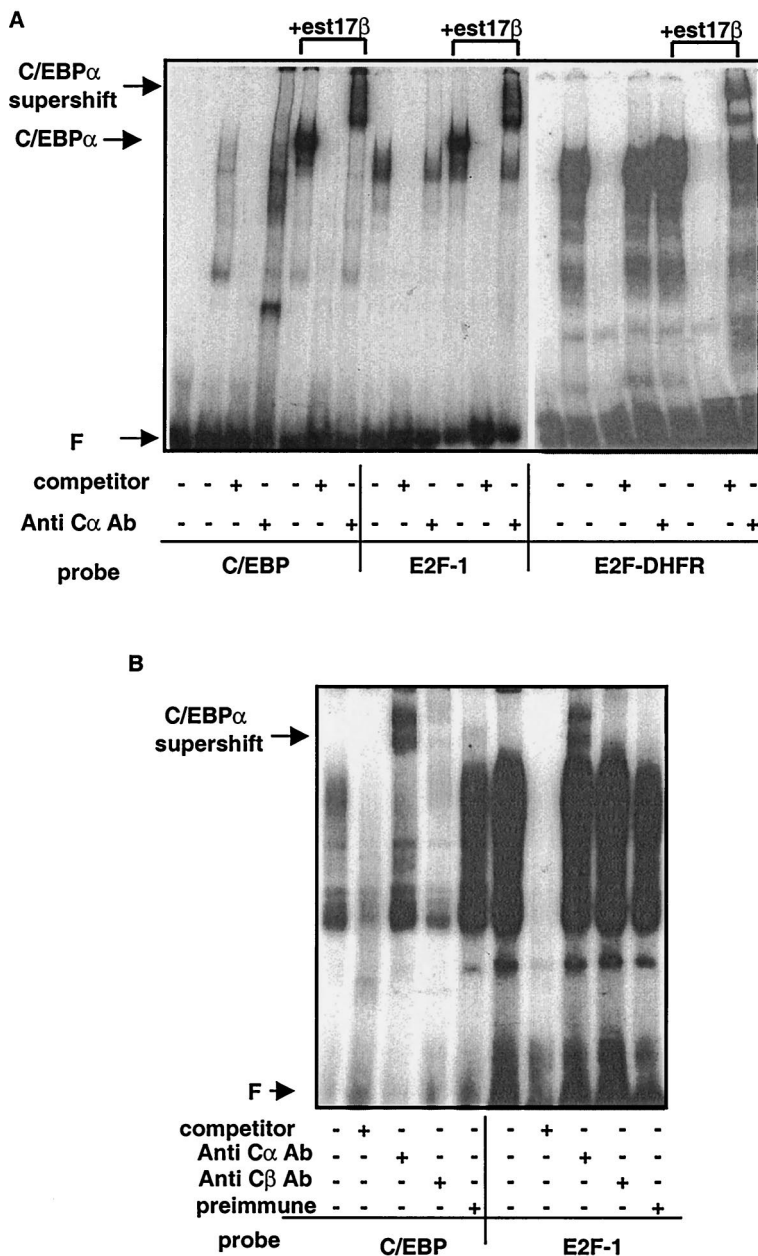 A
+est17β +est17β +est17β
C/EBPα
supershift
C/EBPα
F
competitor - - + - - + - - + - - + - - - + - - + -
Anti Cα Ab - - - + - - + - - + - - + - - - + - - +
probe C/EBP E2F-1 E2F-DHFR
B
C/EBPα
supershift
F
competitor - + - - - - + - - -
Anti Cα Ab - - + - - - - + - -
Anti Cβ Ab - - - + - - - - + -
preimmune - - - - + - - - - +
probe C/EBP E2F-1